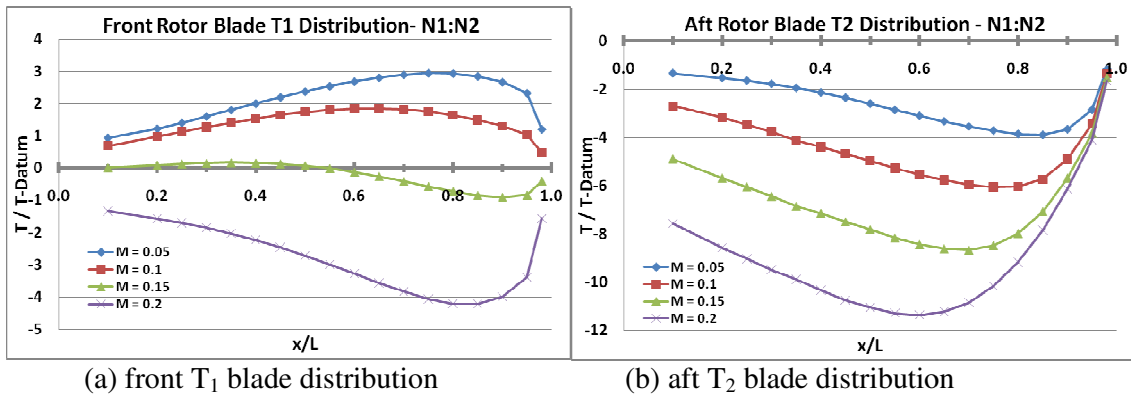 Front Rotor Blade T1 Distribution- N1:N2
4
3
2
1
0
-1
-2
-3
-4
-5
0.0 0.2 0.4 0.6 0.8 1.0
T / T-Datum
x/L
M = 0.05
M = 0.1
M = 0.15
M = 0.2
(a) front T₁ blade distribution
Aft Rotor Blade T2 Distribution - N1:N2
0
-2
-4
-6
-8
-10
-12
0.0 0.2 0.4 0.6 0.8 1.0
T / T-Datum
x/L
M = 0.05
M = 0.1
M = 0.15
M = 0.2
(b) aft T₂ blade distribution